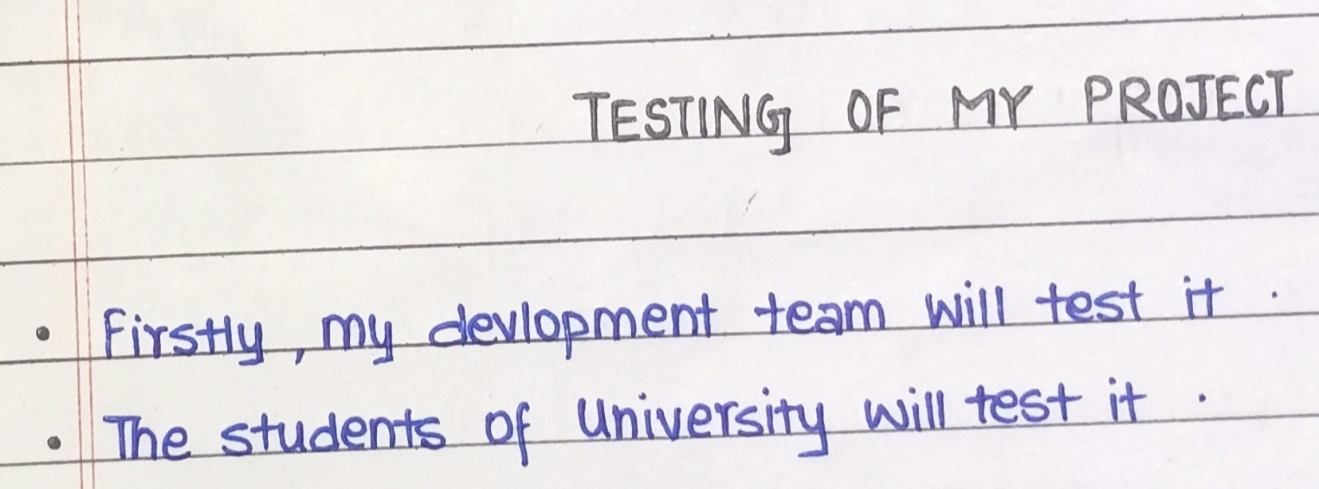 TESTING OF MY PROJECT
• Firstly, my devlopment team will test it .
• The students of University will test it .